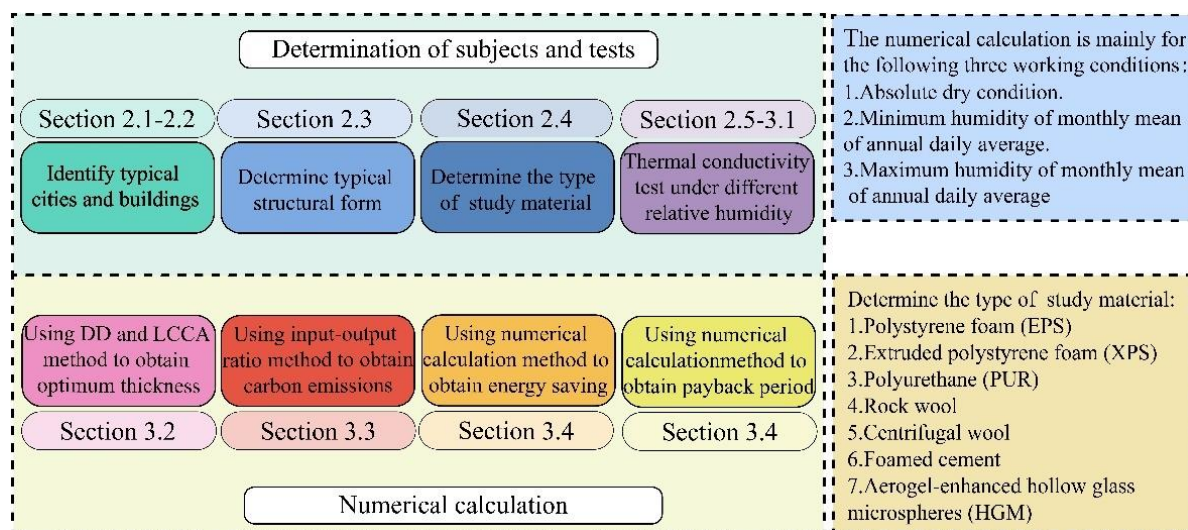 Determination of subjects and tests
Section 2.1-2.2
Section 2.3
Section 2.4
Section 2.5-3.1
Identify typical
cities and buildings
Determine typical
structural form
Determine the type
of study material
Thermal conductivity
test under different
relative humidity
Using DD and LCCA
method to obtain
optimum thickness
Using input-output
ratio method to obtain
carbon emissions
Using numerical
calculation method to
obtain energy saving
Using numerical
calculationmethod to
obtain payback period
Section 3.2
Section 3.3
Section 3.4
Section 3.4
Numerical calculation
The numerical calculation is mainly for
the following three working conditions:
1.Absolute dry condition.
2.Minimum humidity of monthly mean
of annual daily average.
3.Maximum humidity of monthly mean
of annual daily average
Determine the type of study material:
1.Polystyrene foam (EPS)
2.Extruded polystyrene foam (XPS)
3.Polyurethane (PUR)
4.Rock wool
5.Centrifugal wool
6.Foamed cement
7.Aerogel-enhanced hollow glass
microspheres (HGM)